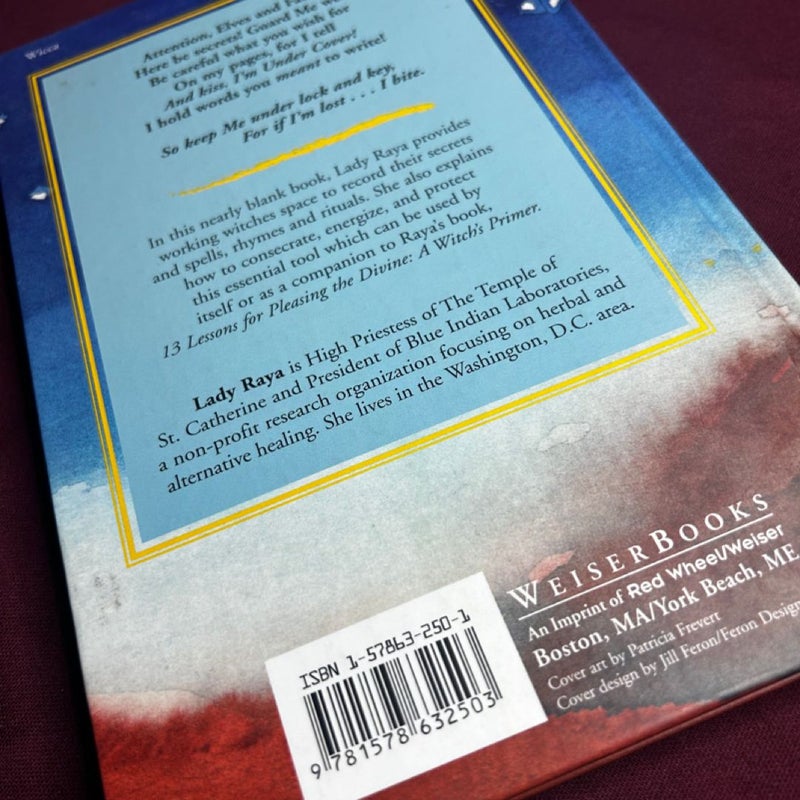 Wicca
Attention, Elves and
Here be secrets! Guard Me
Be careful what you wish for
On my pages, for I tell
And kiss, I'm Under Cover!
I hold words you meant to write!
So keep Me under lock and key,
For if I'm lost . . . I bite.
In this nearly blank book, Lady Raya provides
working witches space to record their secrets
and spells, rhymes and rituals. She also explains
how to consecrate, energize, and protect
this essential tool which can be used by
itself or as a companion to Raya's book,
13 Lessons for Pleasing the Divine: A Witch's Primer.
Lady Raya is High Priestess of The Temple of
St. Catherine and President of Blue Indian Laboratories,
a non-profit research organization focusing on herbal and
alternative healing. She lives in the Washington, D.C. area.
WEISERBOOKS
An Imprint of Red Wheel/Weiser
Boston, MA/York Beach, ME
Cover art by Patricia Frevert
Cover design by Jill Feron/Feron Design
ISBN 1-57863-250-1
9 781578 632503